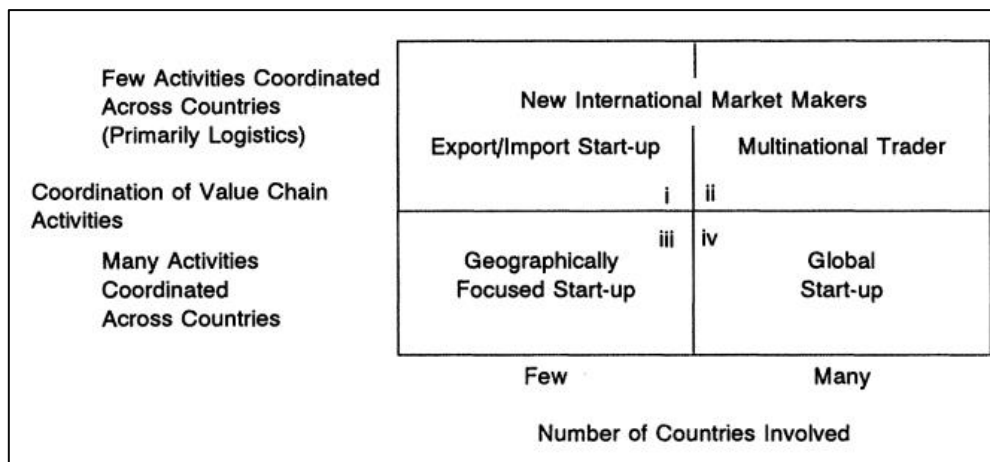 Few Activities Coordinated
Across Countries
(Primarily Logistics)
New International Market Makers
Export/Import Start-up
Multinational Trader
i
ii
Coordination of Value Chain
Activities
iii
iv
Many Activities
Coordinated
Across Countries
Geographically
Focused Start-up
Global
Start-up
Few
Many
Number of Countries Involved